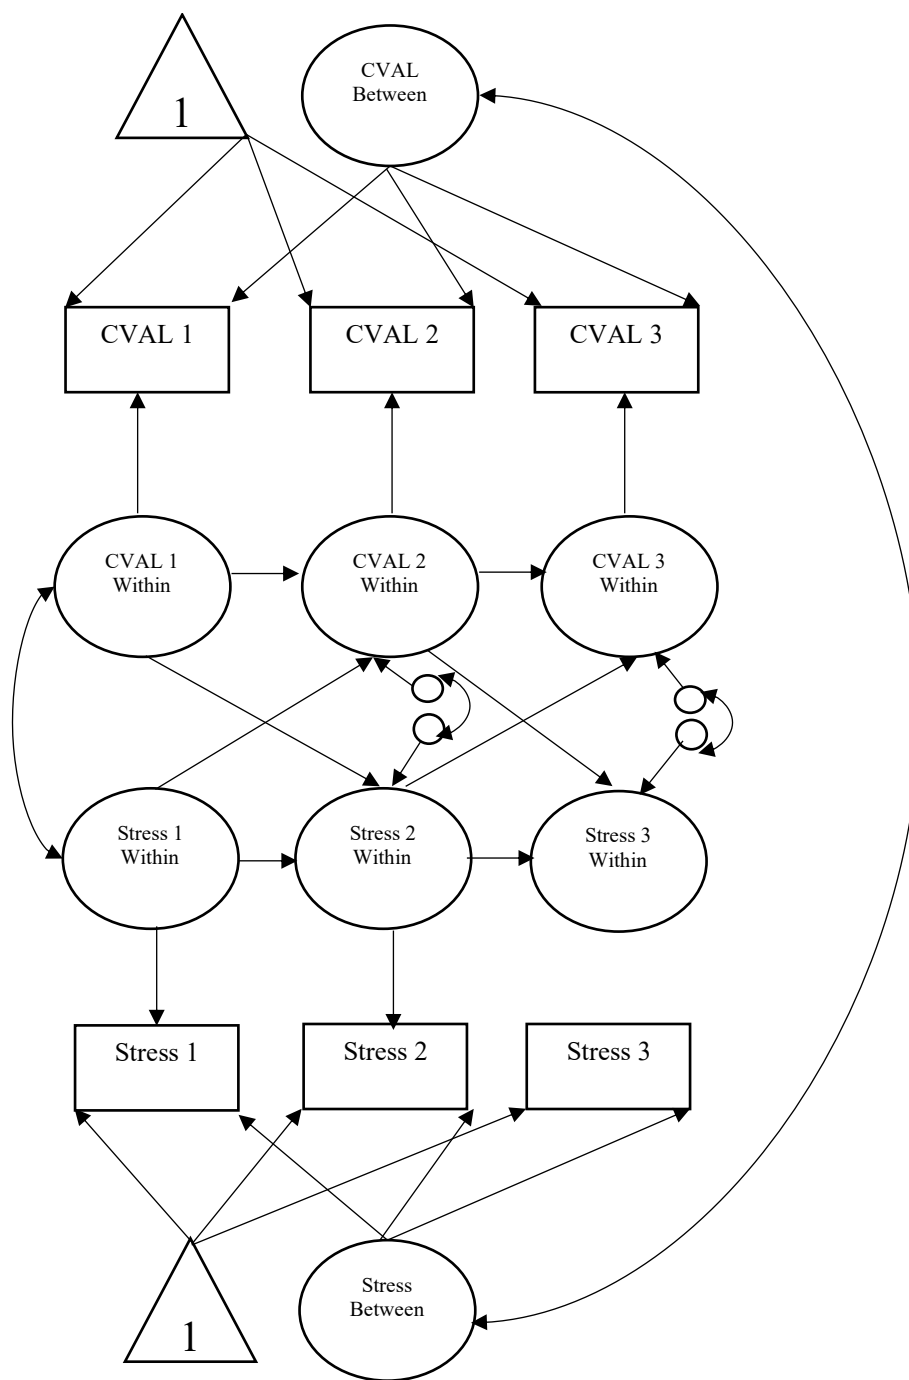 1
CVAL
Between
CVAL 1
CVAL 2
CVAL 3
CVAL 1
Within
CVAL 2
Within
CVAL 3
Within
Stress 1
Within
Stress 2
Within
Stress 3
Within
Stress 1
Stress 2
Stress 3
1
Stress
Between